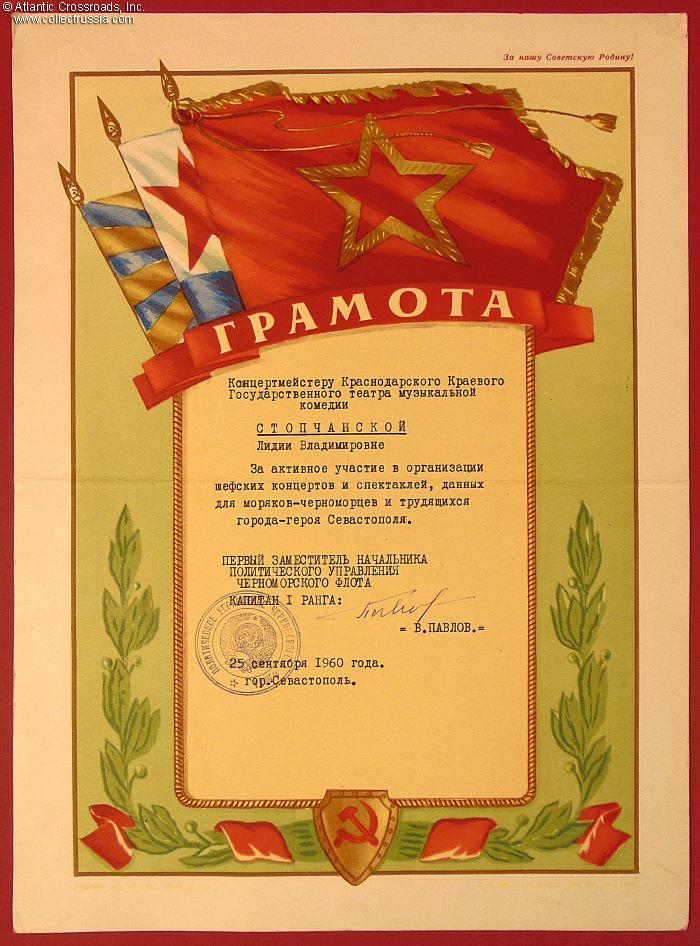 © Atlantic Crossroads, Inc.
www.collectrussia.com
За нашу Советскую Родину!
ГРАМОТА
Концертмейстеру Краснодарского Краевого
Государственного театра музыкальной
комедии
СТОПЧАНСКОЙ
Лидии Владимировне
За активное участие в организации
шефских концертов и спектаклей, данных
для моряков-черноморцев и трудящихся
города-героя Севастополя.
ПЕРВЫЙ ЗАМЕСТИТЕЛЬ НАЧАЛЬНИКА
ПОЛИТИЧЕСКОГО УПРАВЛЕНИЯ
ЧЕРНОМОРСКОГО ФЛОТА
КАПИТАН I РАНГА:
= В.ПАВЛОВ.=
ПОЛИТИЧЕСКОЕ
25 сентября 1960 года.
гор.Севастополь.